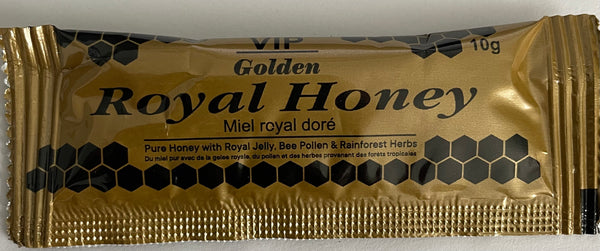 VIP
10g
Golden
Royal Honey
Miel royal doré
Pure Honey with Royal Jelly, Bee Pollen & Rainforest Herbs
Du miel pur avec de la gelee royale, du pollen et des herbes provenant des forêts tropicales